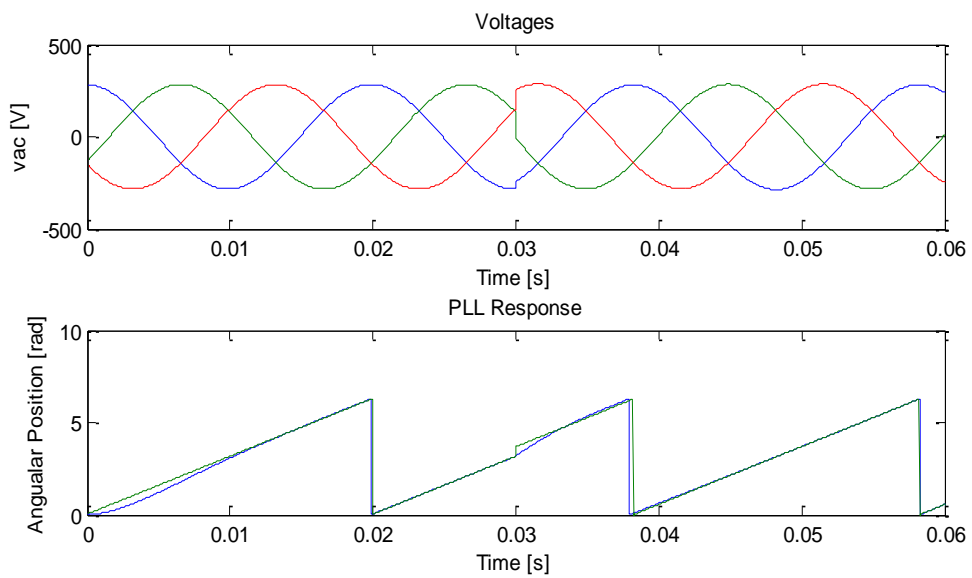 Voltages
vac [V]
500
0
-500
0 0.01 0.02 0.03 0.04 0.05 0.06
Time [s]
PLL Response
Angualar Position [rad]
10
5
0
0 0.01 0.02 0.03 0.04 0.05 0.06
Time [s]